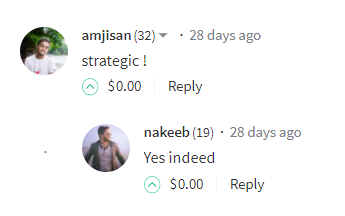 amjisan (32) · 28 days ago
strategic !
$0.00 Reply
nakeeb (19) · 28 days ago
Yes indeed
$0.00 Reply